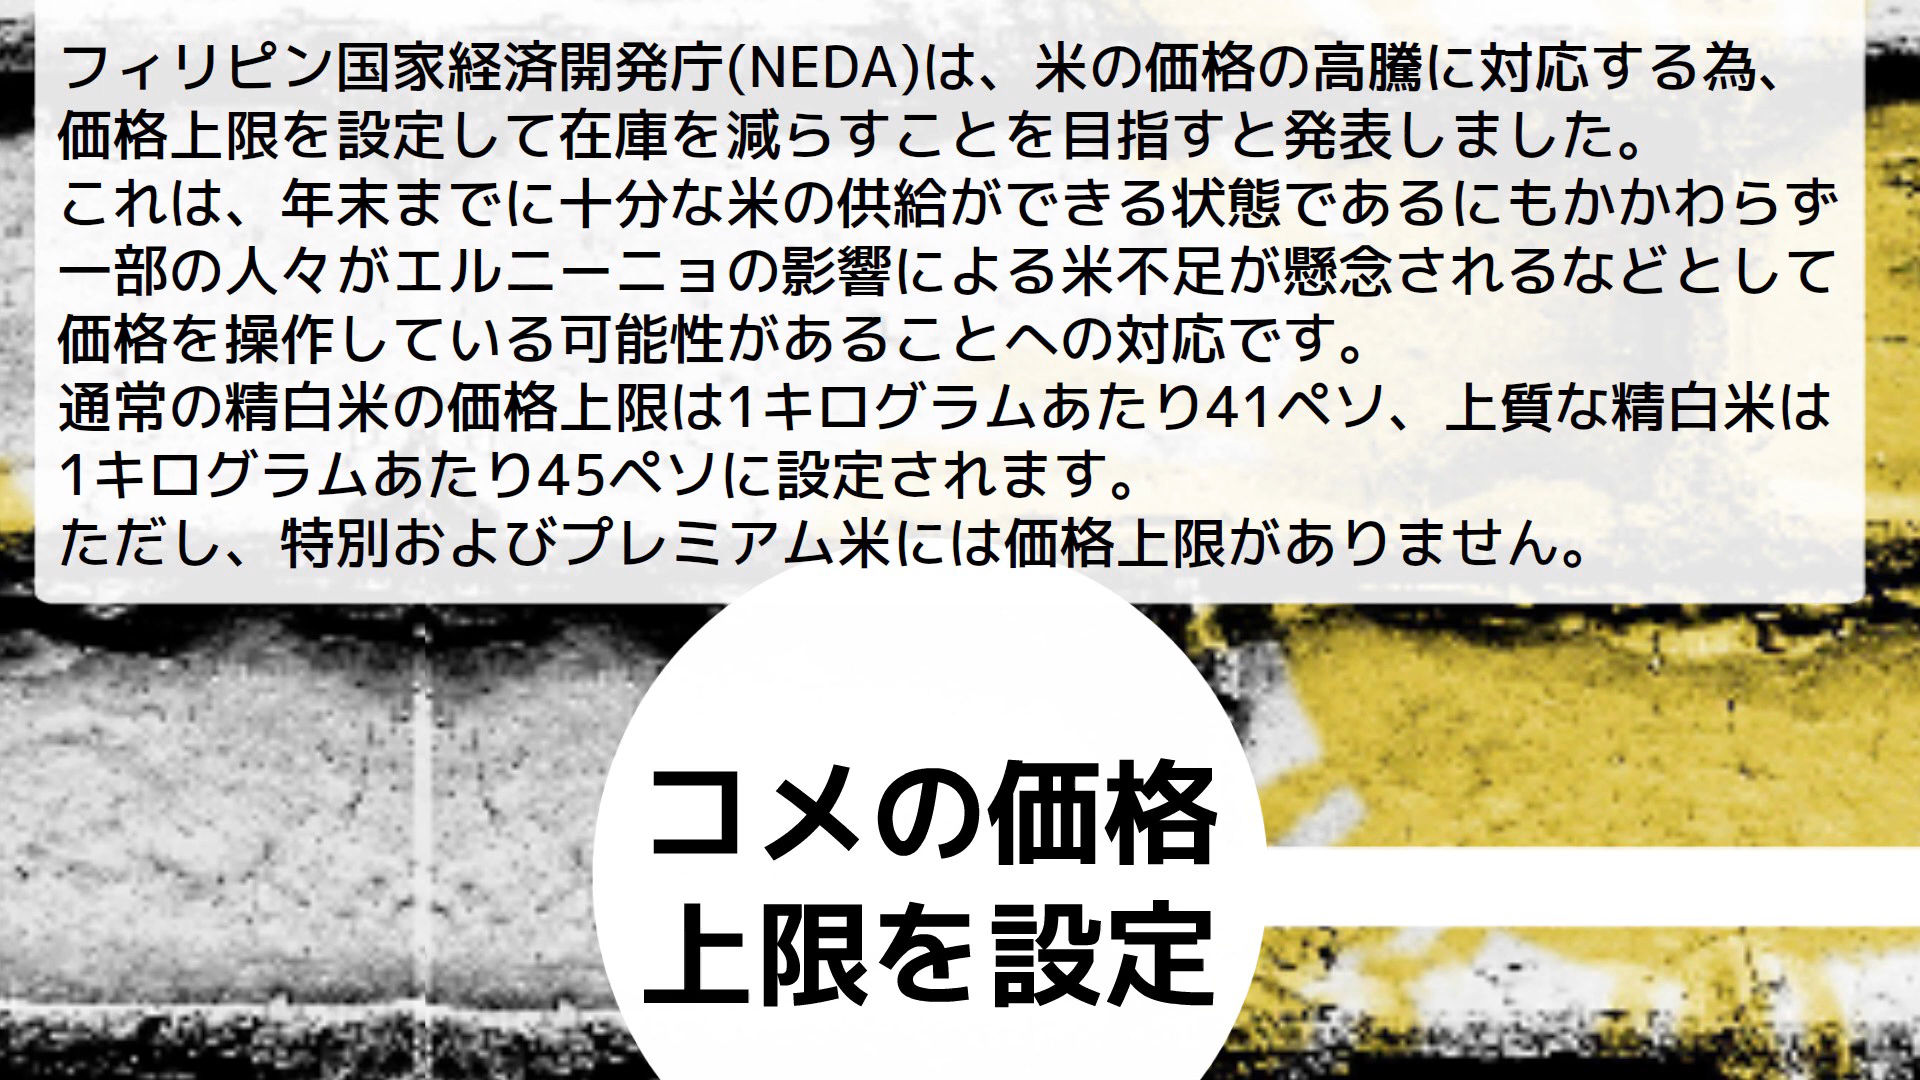 フィリピン国家経済開発庁(NEDA)は、米の価格の高騰に対応する為、
価格上限を設定して在庫を減らすことを目指すと発表しました。
これは、年末までに十分な米の供給ができる状態であるにもかかわらず
一部の人々がエルニーニョの影響による米不足が懸念されるなどとして
価格を操作している可能性があることへの対応です。
通常の精白米の価格上限は1キログラムあたり41ペソ、上質な精白米は
1キログラムあたり45ペソに設定されます。
ただし、特別およびプレミアム米には価格上限がありません。
コメの価格
上限を設定